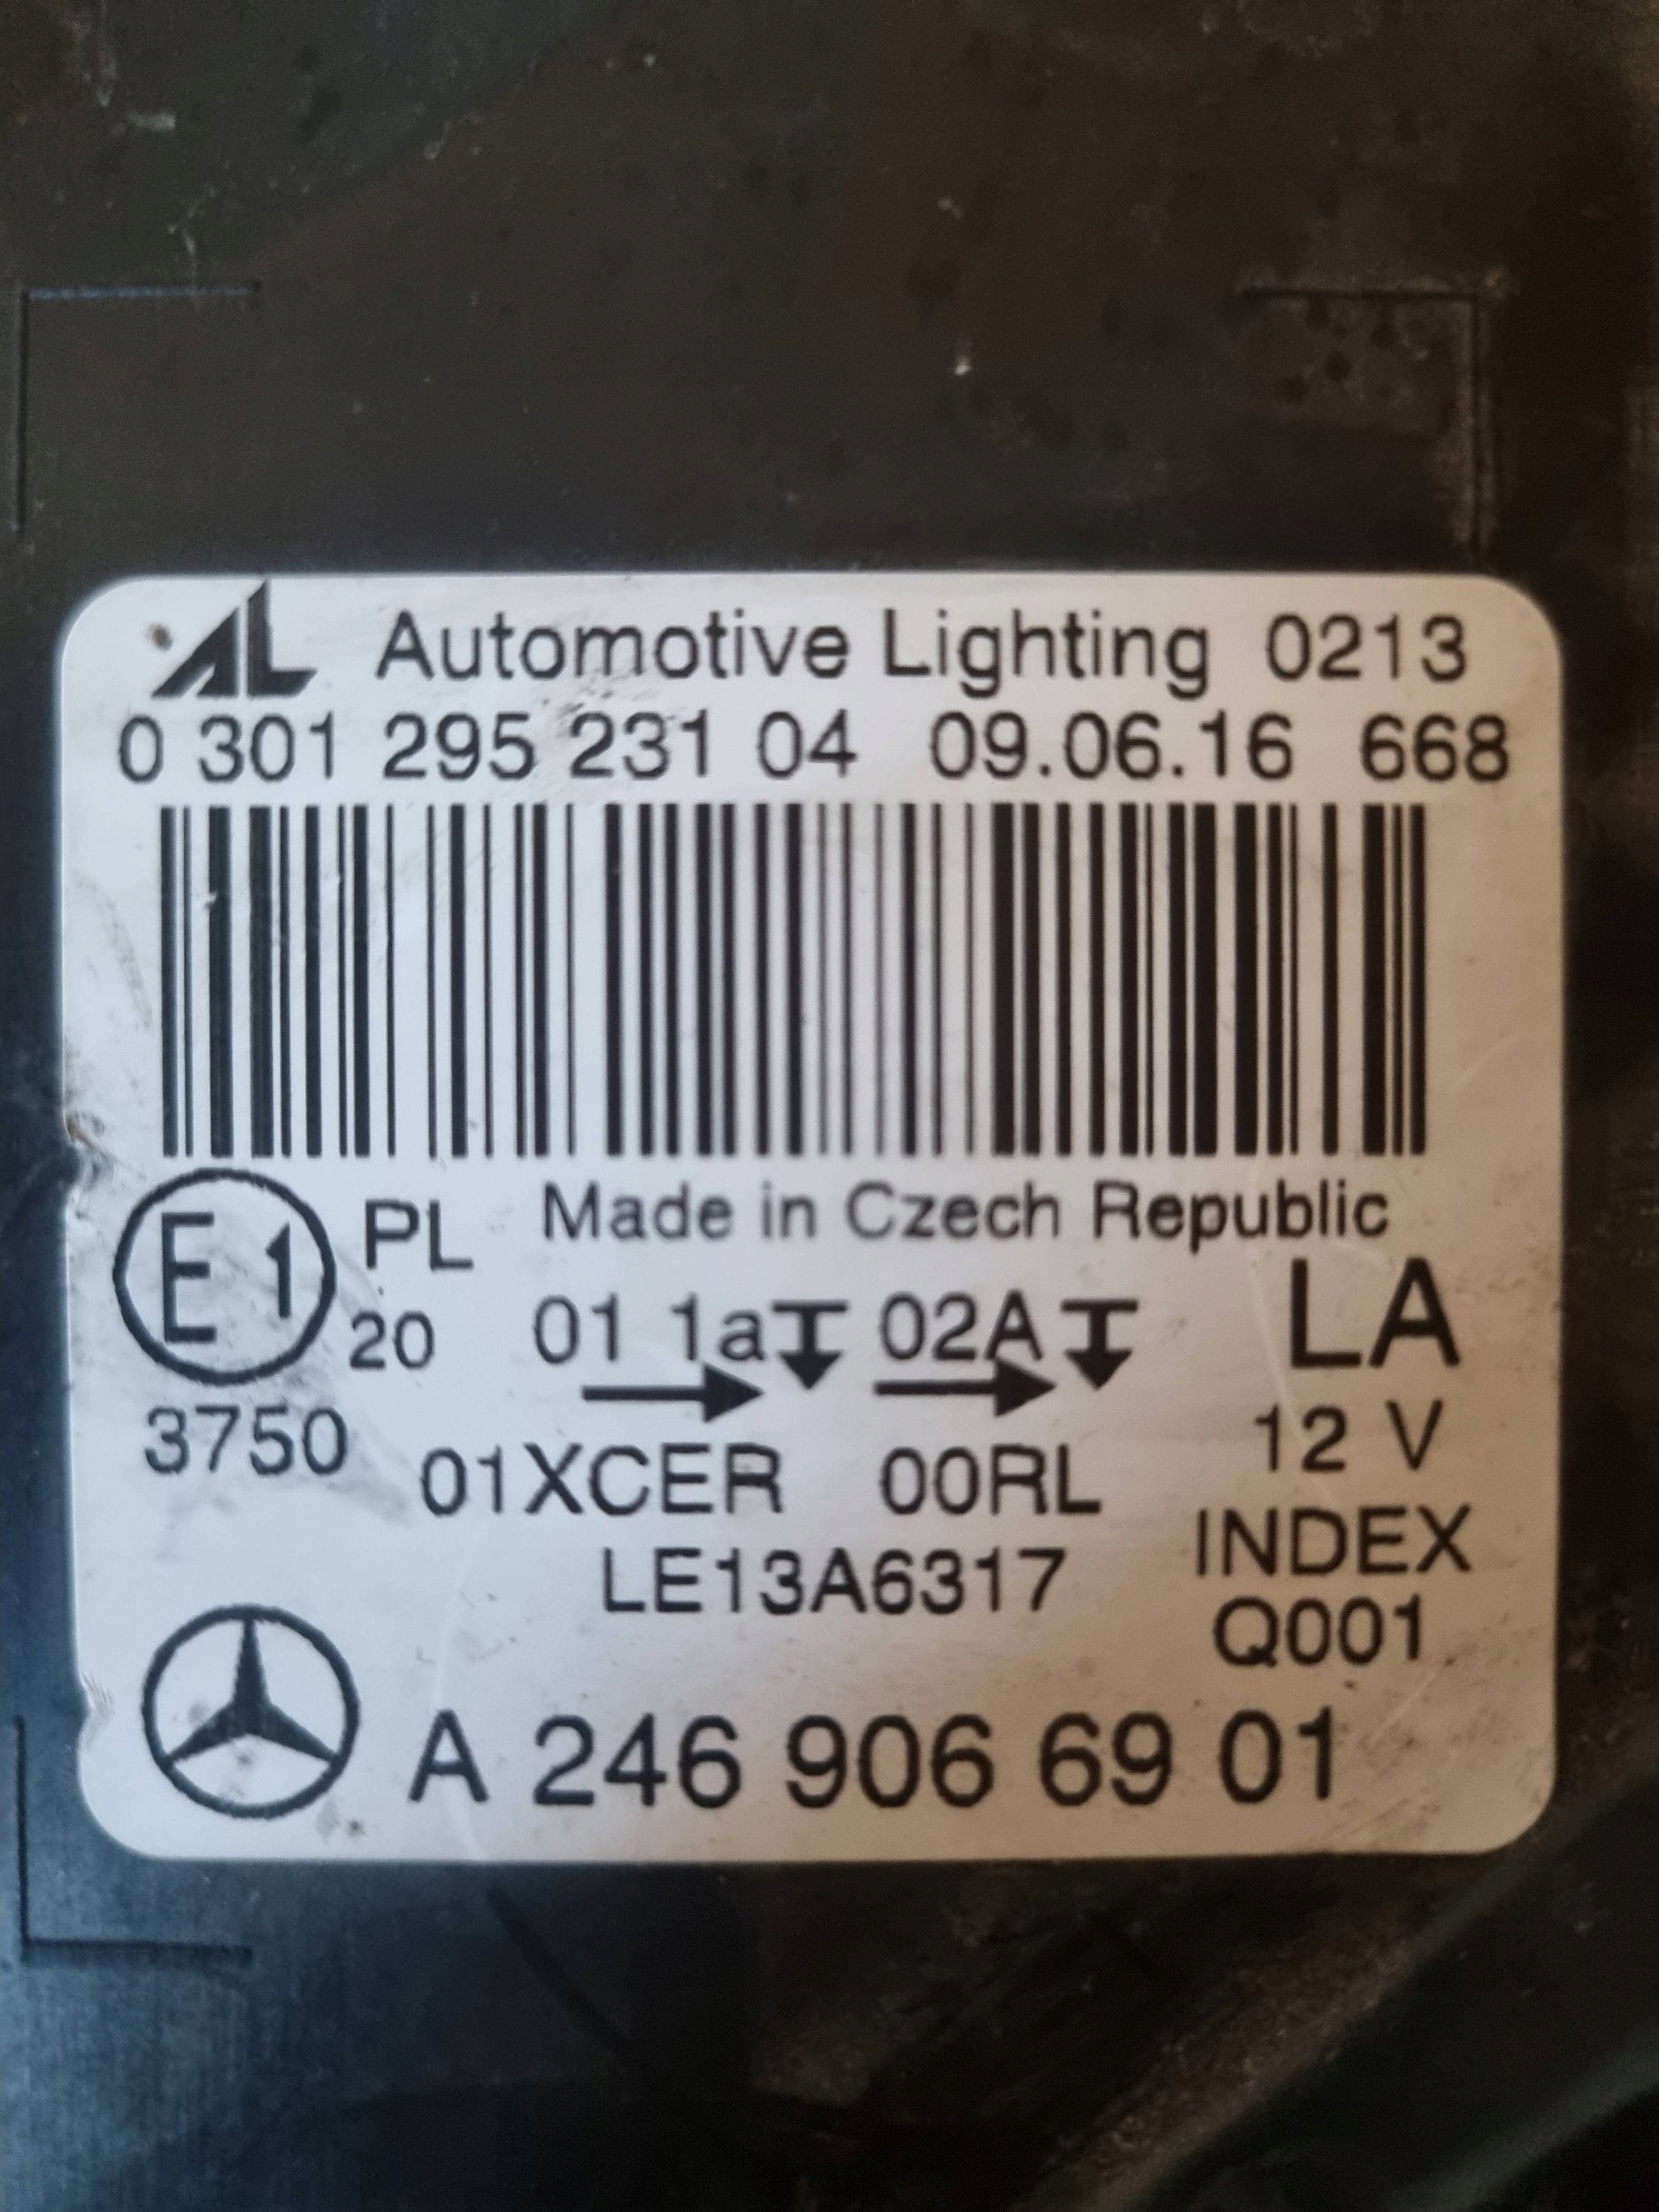 AL Automotive Lighting 0213
0 301 295 231 04 09.06.16 668
Made in Czech Republic
E1 PL
20 01 1a 02A LA
3750 12 V
01XCER 00RL
INDEX
LE13A6317
Q001
A 246 906 69 01